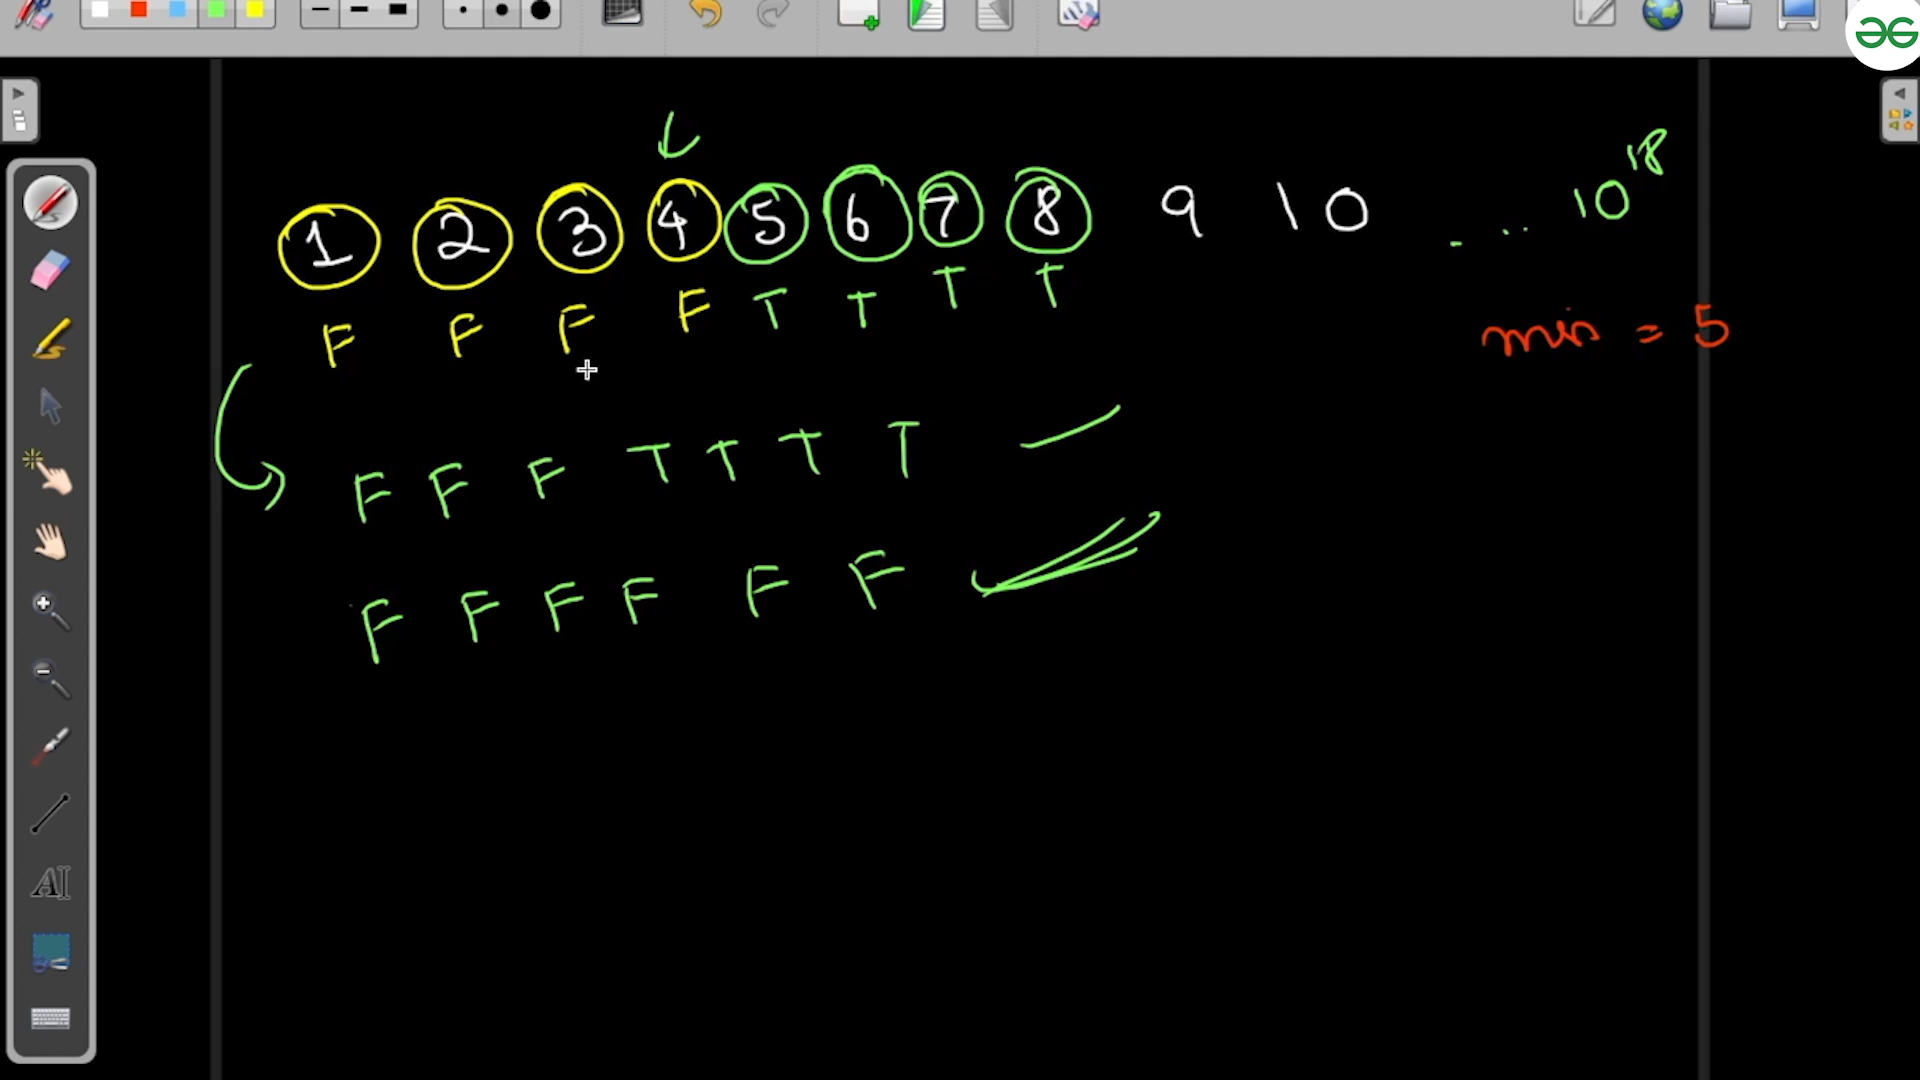 1 2 3 4 5 6 7 8 9 10 ... 10^18
F F F F T T T T
min = 5
F F F T T T T
F F F F F F